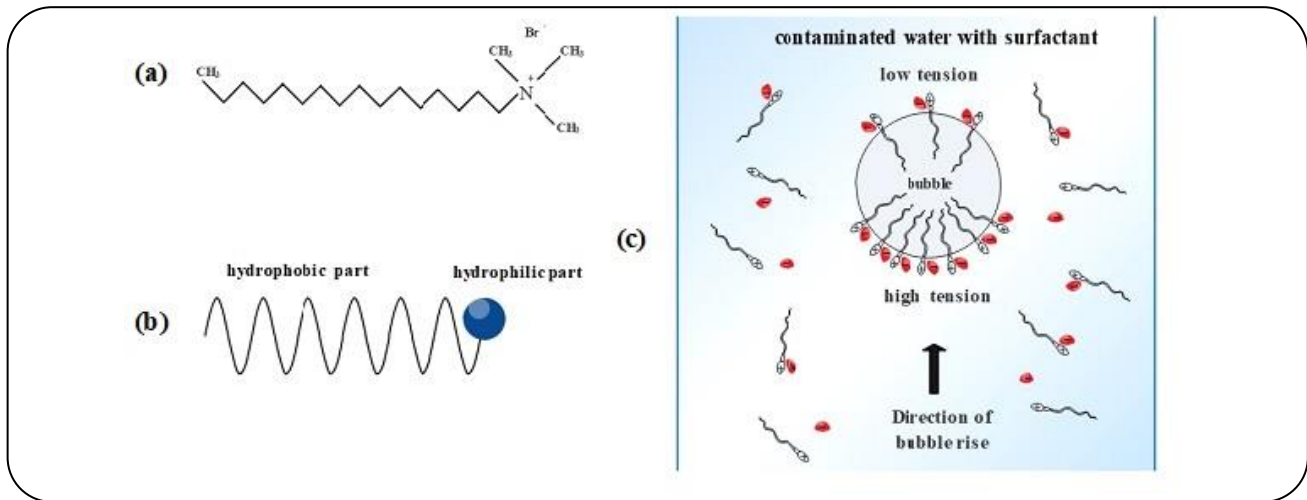 (a)
CH₃
CH₃
Br⁻
CH₃
N⁺
CH₃
(b)
hydrophobic part
hydrophilic part
(c)
contaminated water with surfactant
low tension
bubble
high tension
Direction of
bubble rise